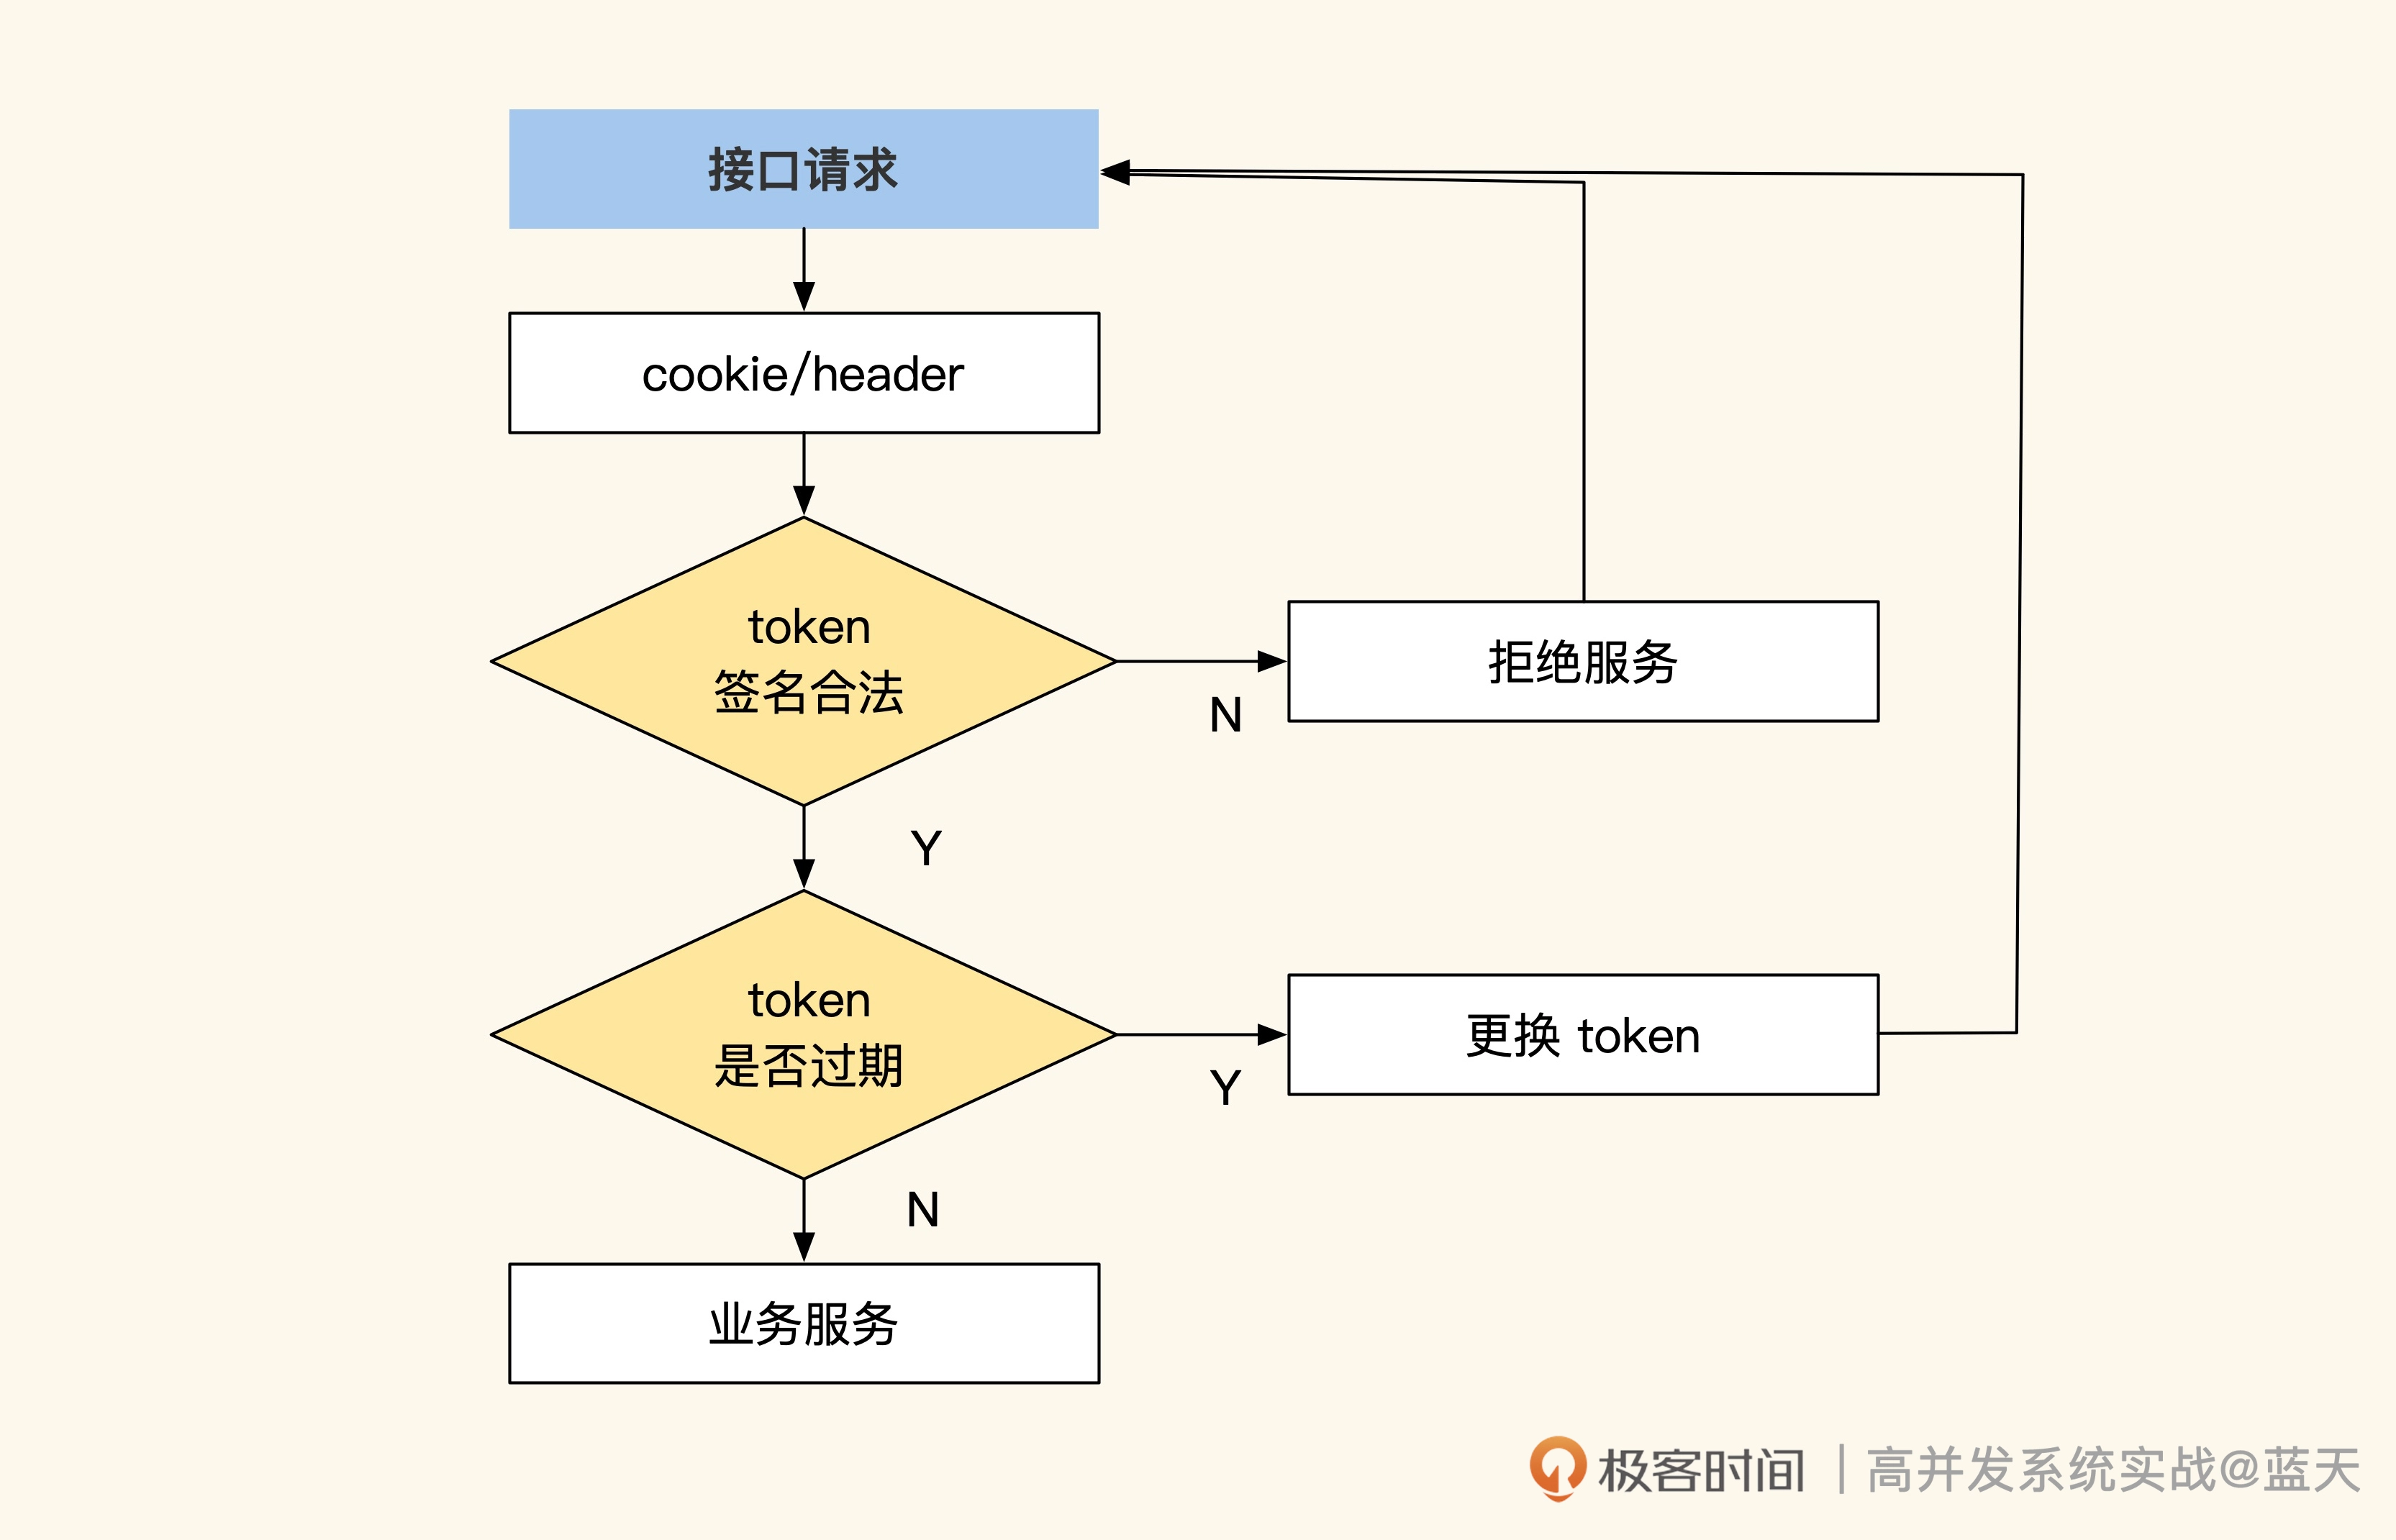 接口请求
cookie/header
token
签名合法
N
拒绝服务
Y
token
是否过期
Y
更换 token
N
业务服务
极客时间 | 高并发系统实战@蓝天